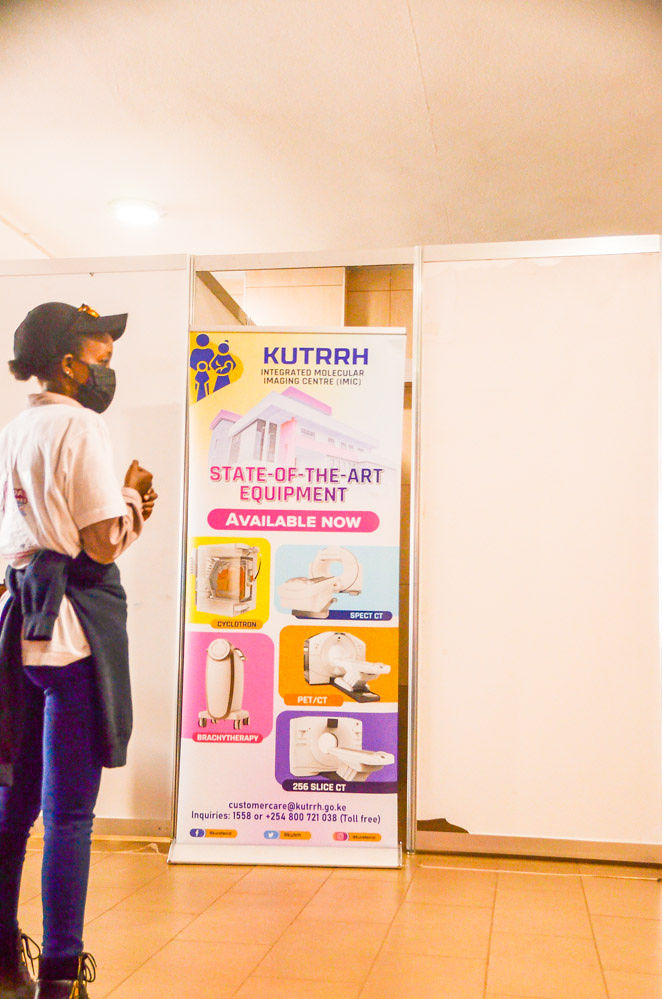 KUTRRH
INTEGRATED MOLECULAR
IMAGING CENTRE (IMIC)
STATE-OF-THE-ART
EQUIPMENT
AVAILABLE NOW
CYCLOTRON
SPECT CT
PET/CT
BRACHYTHERAPY
256 SLICE CT
customercare@kutrrh.go.ke
Inquiries: 1558 or +254 800 721 038 (Toll free)